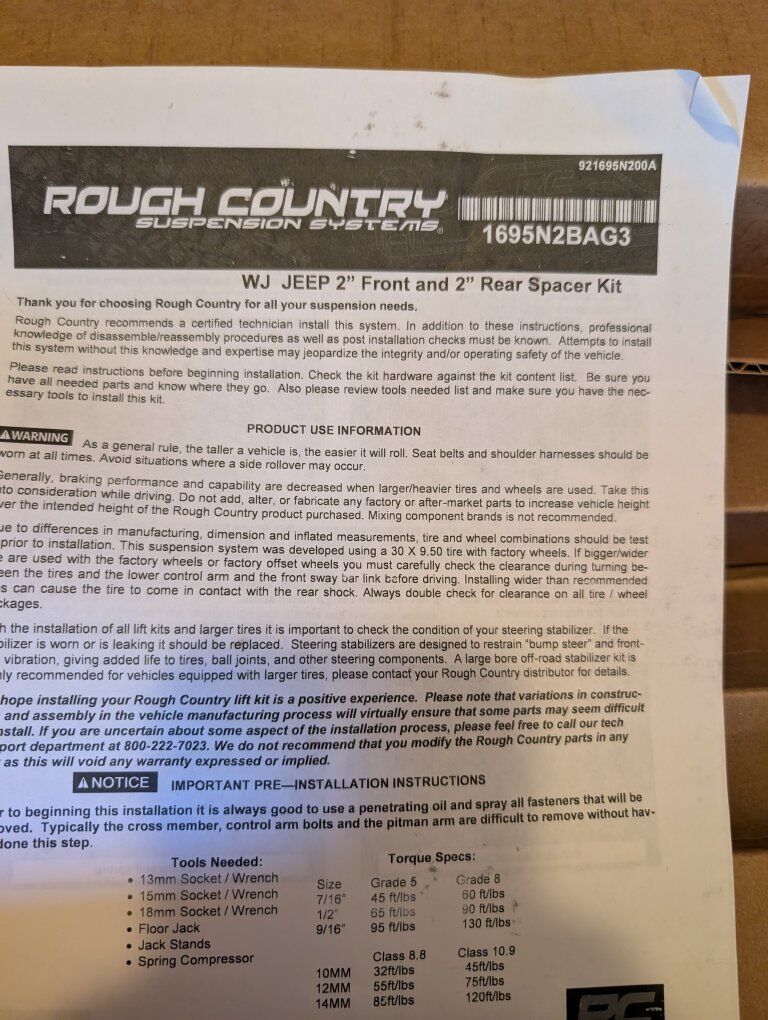 921695N200A
ROUGH COUNTRY
SUSPENSION SYSTEMS®
1695N2BAG3
WJ JEEP 2” Front and 2” Rear Spacer Kit
Thank you for choosing Rough Country for all your suspension needs.
Rough Country recommends a certified technician install this system. In addition to these instructions, professional
knowledge of disassemble/reassembly procedures as well as post installation checks must be known. Attempts to install
this system without this knowledge and expertise may jeopardize the integrity and/or operating safety of the vehicle.
Please read instructions before beginning installation. Check the kit hardware against the kit content list. Be sure you
have all needed parts and know where they go. Also please review tools needed list and make sure you have the nec-
essary tools to install this kit.
PRODUCT USE INFORMATION
WARNING As a general rule, the taller a vehicle is, the easier it will roll. Seat belts and shoulder harnesses should be
worn at all times. Avoid situations where a side rollover may occur.
Generally, braking performance and capability are decreased when larger/heavier tires and wheels are used. Take this
nto consideration while driving. Do not add, alter, or fabricate any factory or after-market parts to increase vehicle height
ver the intended height of the Rough Country product purchased. Mixing component brands is not recommended.
ue to differences in manufacturing, dimension and inflated measurements, tire and wheel combinations should be test
prior to installation. This suspension system was developed using a 30 X 9.50 tire with factory wheels. If bigger/wider
e are used with the factory wheels or factory offset wheels you must carefully check the clearance during turning be-
een the tires and the lower control arm and the front sway bar link before driving. Installing wider than recommended
s can cause the tire to come in contact with the rear shock. Always double check for clearance on all tire / wheel
ckages.
h the installation of all lift kits and larger tires it is important to check the condition of your steering stabilizer. If the
bilizer is worn or is leaking it should be replaced. Steering stabilizers are designed to restrain “bump steer” and front-
vibration, giving added life to tires, ball joints, and other steering components. A large bore off-road stabilizer kit is
ly recommended for vehicles equipped with larger tires, please contact your Rough Country distributor for details.
hope installing your Rough Country lift kit is a positive experience. Please note that variations in construc-
and assembly in the vehicle manufacturing process will virtually ensure that some parts may seem difficult
nstall. If you are uncertain about some aspect of the installation process, please feel free to call our tech
port department at 800-222-7023. We do not recommend that you modify the Rough Country parts in any
as this will void any warranty expressed or implied.
NOTICE IMPORTANT PRE—INSTALLATION INSTRUCTIONS
r to beginning this installation it is always good to use a penetrating oil and spray all fasteners that will be
oved. Typically the cross member, control arm bolts and the pitman arm are difficult to remove without hav-
done this step.
Tools Needed:
• 13mm Socket / Wrench
• 15mm Socket / Wrench
• 18mm Socket / Wrench
• Floor Jack
• Jack Stands
• Spring Compressor
Torque Specs:
Size Grade 5 Grade 8
7/16” 45 ft/lbs 60 ft/lbs
1/2” 65 ft/lbs 90 ft/lbs
9/16” 95 ft/lbs 130 ft/lbs
Class 8.8 Class 10.9
10MM 32ft/lbs 45ft/lbs
12MM 55ft/lbs 75ft/lbs
14MM 85ft/lbs 120ft/lbs